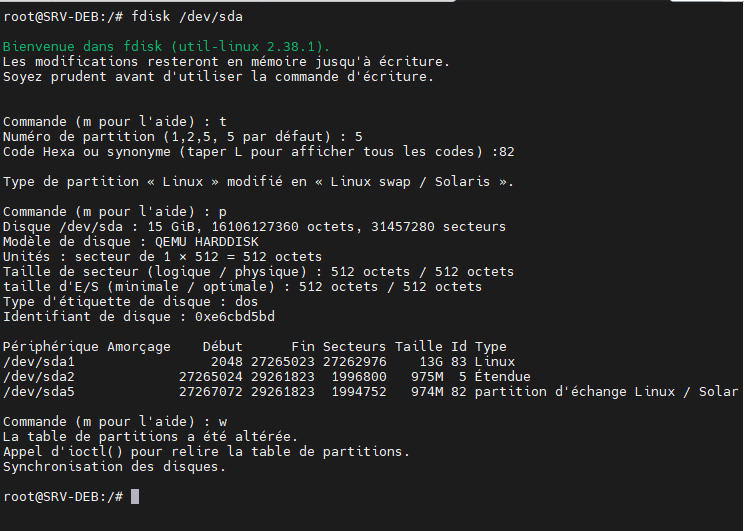 root@SRV-DEB:/# fdisk /dev/sda
Bienvenue dans fdisk (util-linux 2.38.1).
Les modifications resteront en mémoire jusqu'à écriture.
Soyez prudent avant d'utiliser la commande d'écriture.
Commande (m pour l'aide) : t
Numéro de partition (1,2,5, 5 par défaut) : 5
Code Hexa ou synonyme (taper L pour afficher tous les codes) :82
Type de partition « Linux » modifié en « Linux swap / Solaris ».
Commande (m pour l'aide) : p
Disque /dev/sda : 15 GiB, 16106127360 octets, 31457280 secteurs
Modèle de disque : QEMU HARDDISK
Unités : secteur de 1 × 512 = 512 octets
Taille de secteur (logique / physique) : 512 octets / 512 octets
taille d'E/S (minimale / optimale) : 512 octets / 512 octets
Type d'étiquette de disque : dos
Identifiant de disque : 0xe6cbd5bd
Périphérique Amorçage    Début      Fin Secteurs Taille Id Type
/dev/sda1                 2048 27265023 27262976    13G 83 Linux
/dev/sda2             27265024 29261823  1996800   975M  5 Étendue
/dev/sda5             27267072 29261823  1994752   974M 82 partition d'échange Linux / Solar
Commande (m pour l'aide) : w
La table de partitions a été altérée.
Appel d'ioctl() pour relire la table de partitions.
Synchronisation des disques.
root@SRV-DEB:/#